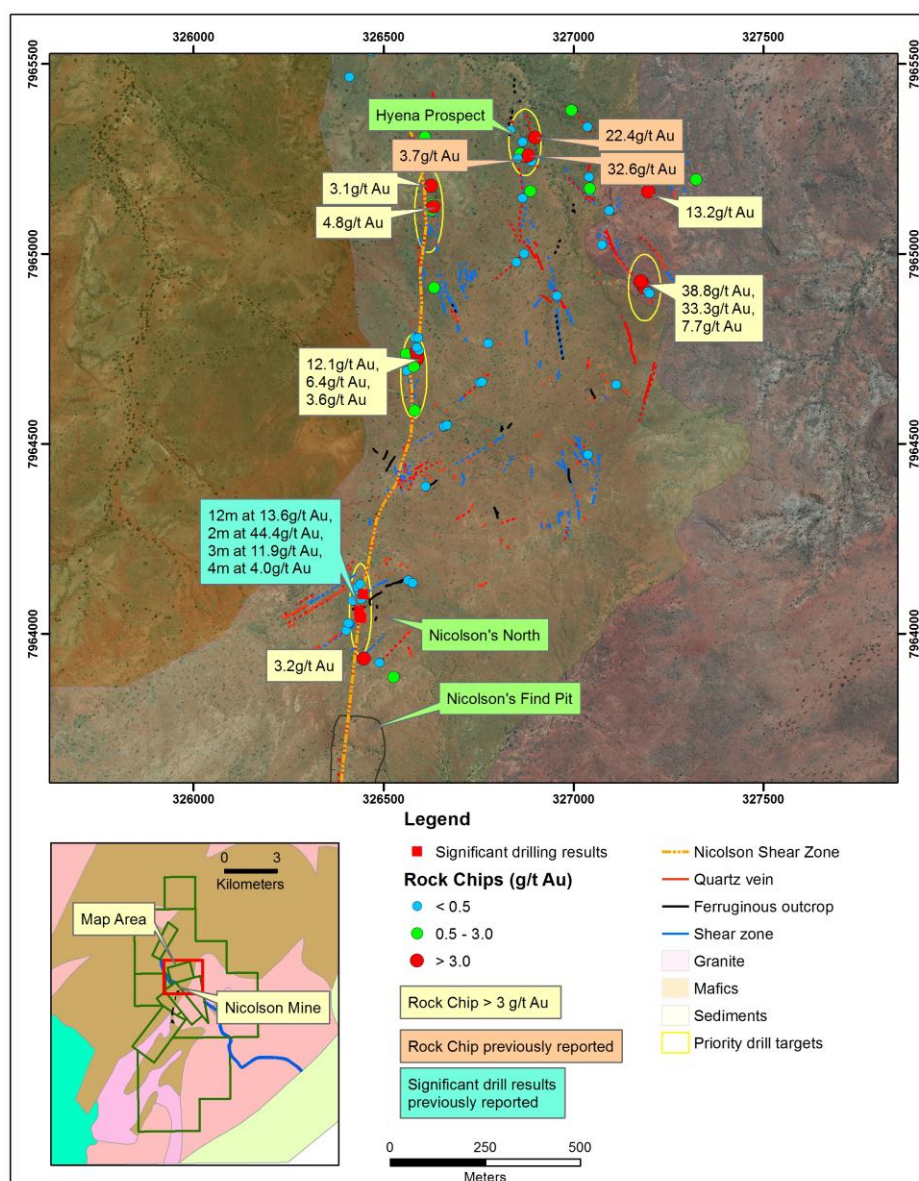 326000
326500
327000
327500
7965500
7965500
Hyena Prospect
22.4g/t Au
3.7g/t Au
32.6g/t Au
3.1g/t Au
4.8g/t Au
13.2g/t Au
7965000
7965000
38.8g/t Au,
33.3g/t Au,
7.7g/t Au
12.1g/t Au,
6.4g/t Au,
3.6g/t Au
7964500
7964500
12m at 13.6g/t Au,
2m at 44.4g/t Au,
3m at 11.9g/t Au,
4m at 4.0g/t Au
7964000
7964000
Nicolson's North
3.2g/t Au
Nicolson's Find Pit
326000
326500
327000
327500
0 3
Kilometers
Map Area
Nicolson Mine
Legend
Significant drilling results
Rock Chips (g/t Au)
< 0.5
0.5 - 3.0
> 3.0
Rock Chip > 3 g/t Au
Rock Chip previously reported
Significant drill results
previously reported
Nicolson Shear Zone
Quartz vein
Ferruginous outcrop
Shear zone
Granite
Mafics
Sediments
Priority drill targets
0 250 500
Meters